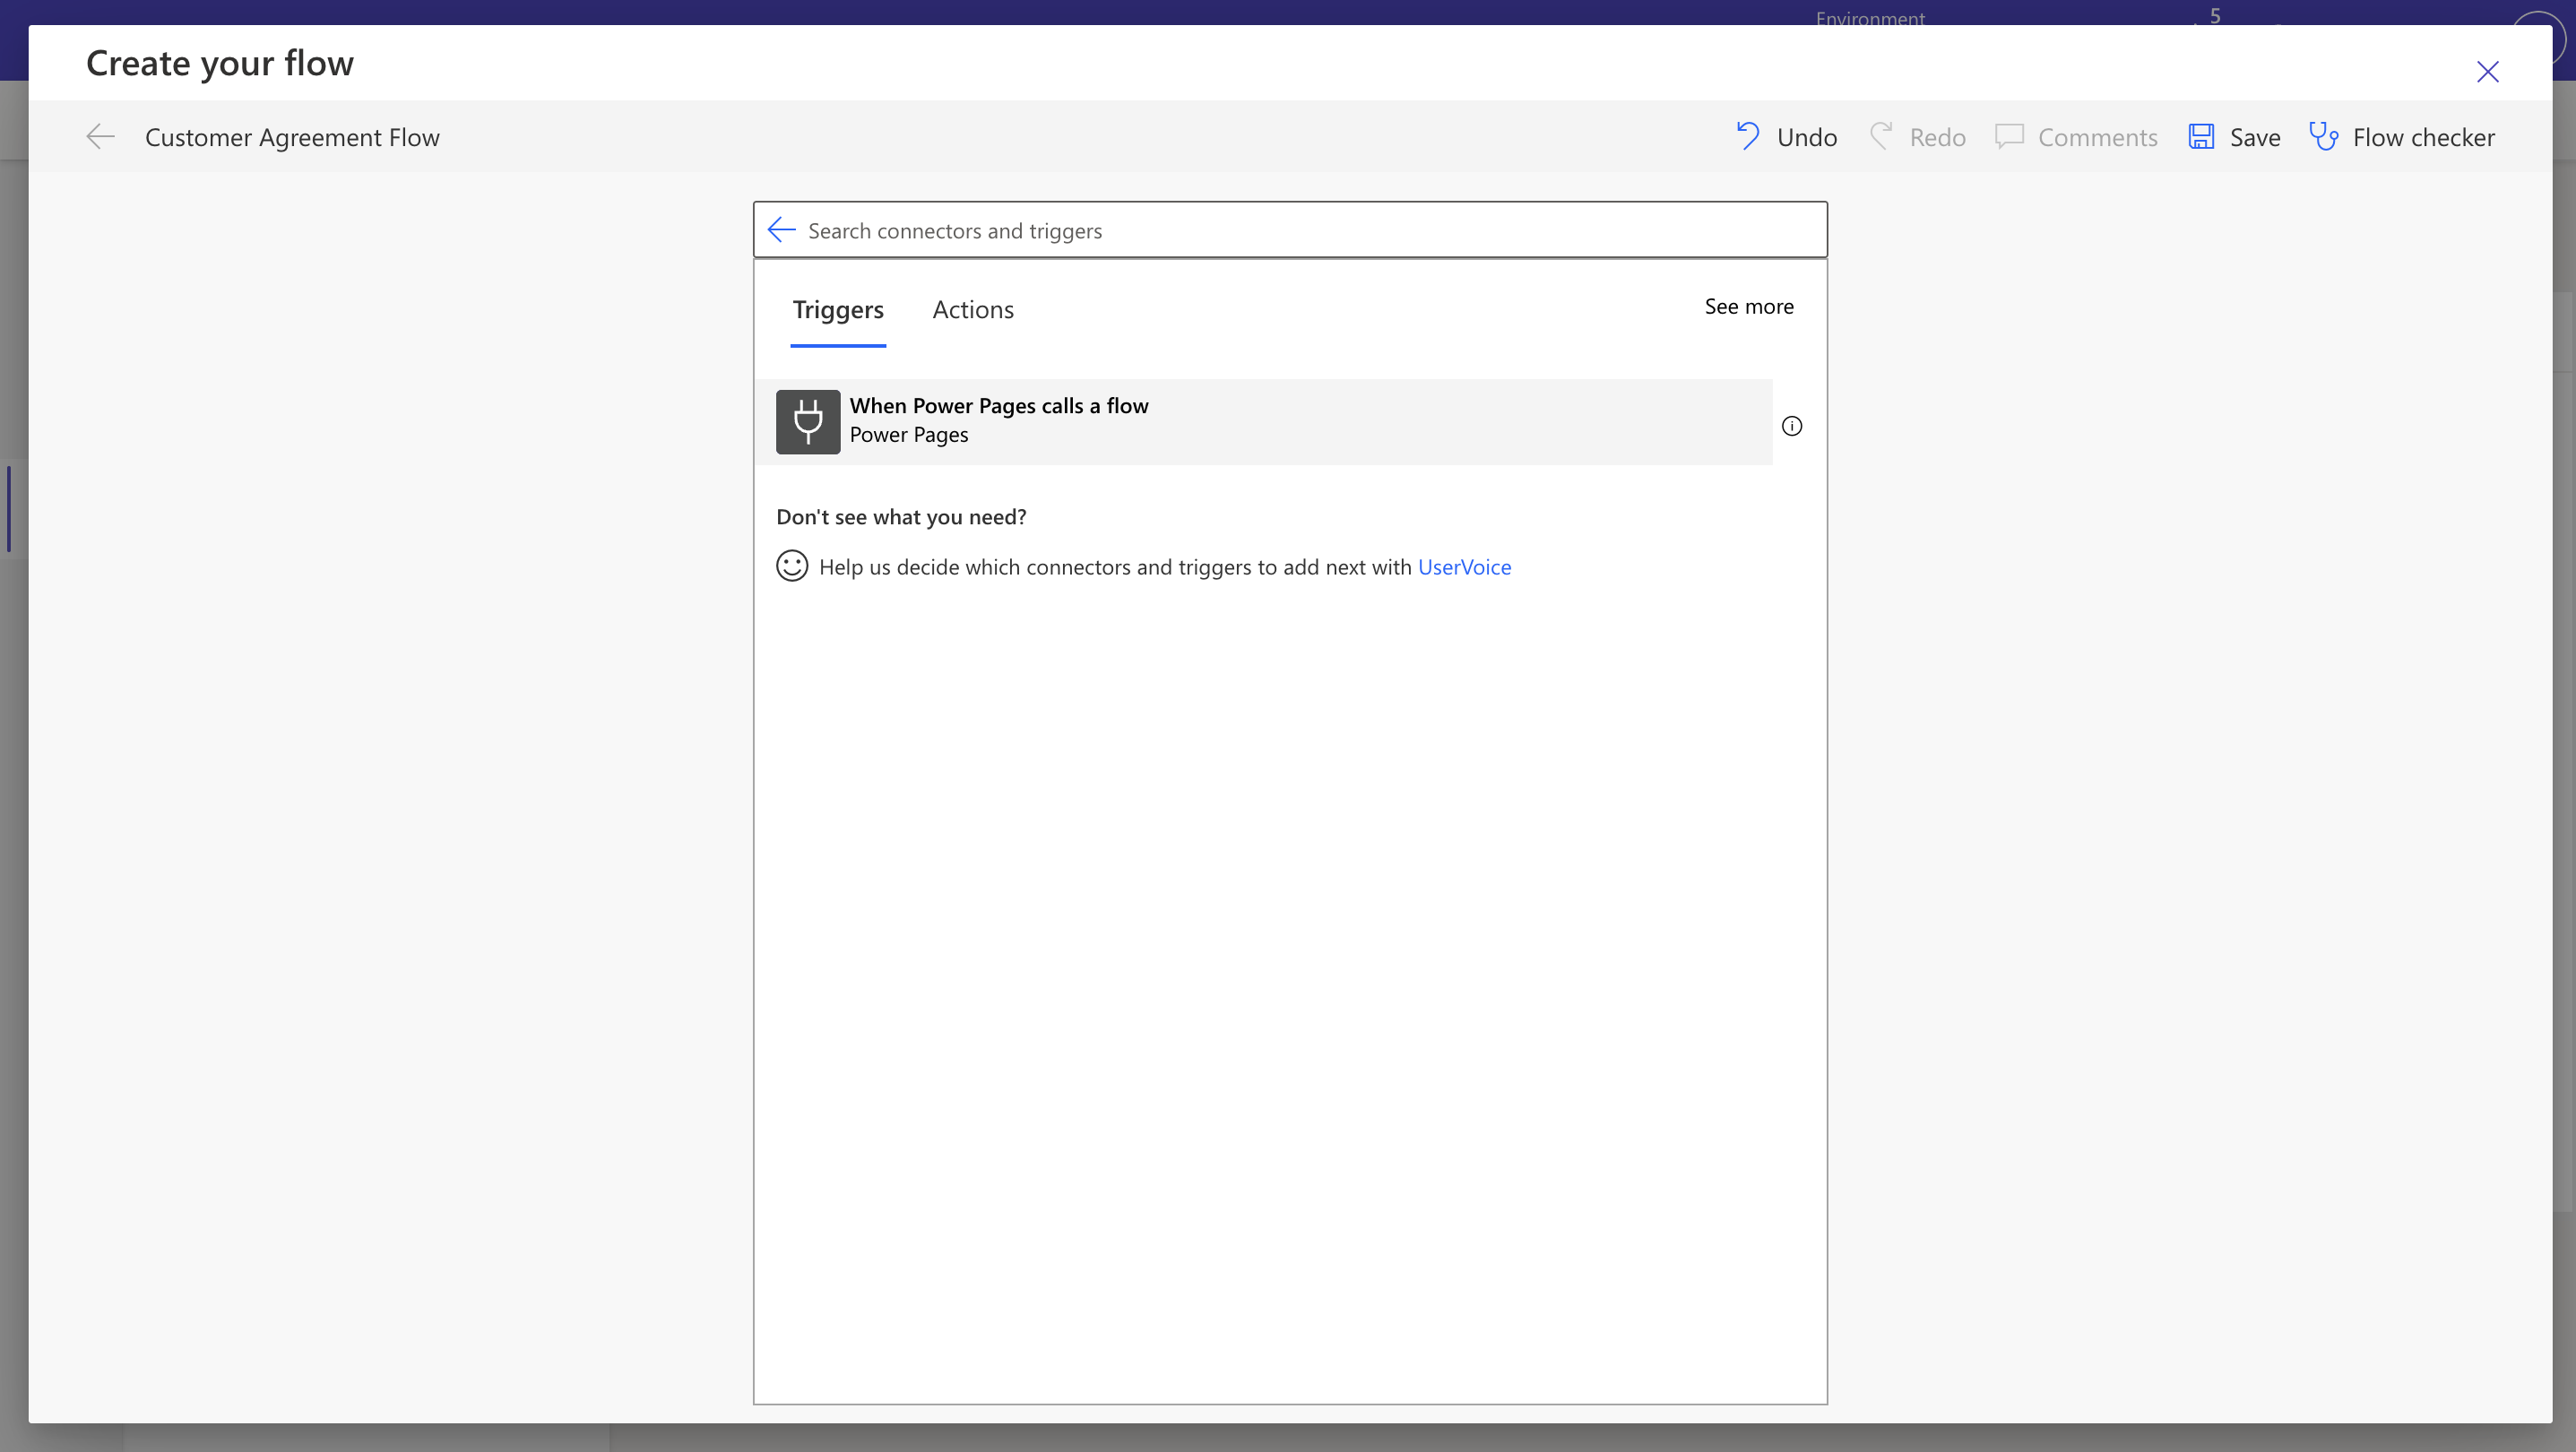 Environment
5
Create your flow
Customer Agreement Flow
Undo
Redo
Comments
Save
Flow checker
Search connectors and triggers
Triggers
Actions
See more
When Power Pages calls a flow
Power Pages
Don't see what you need?
Help us decide which connectors and triggers to add next with UserVoice